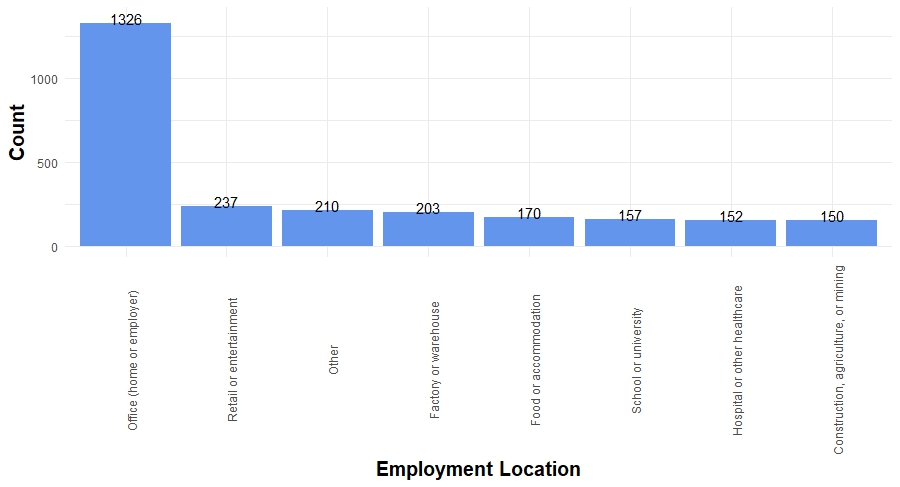 Count
1000
500
0
1326
237
210
203
170
157
152
150
Office (home or employer)
Retail or entertainment
Other
Factory or warehouse
Food or accommodation
School or university
Hospital or other healthcare
Construction, agriculture, or mining
Employment Location